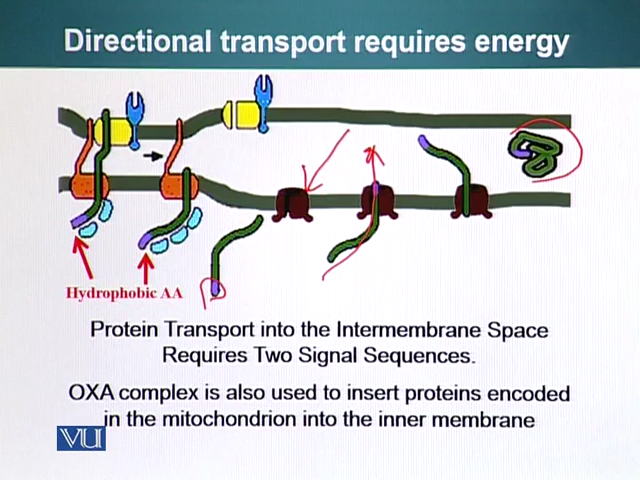 Directional transport requires energy
Hydrophobic AA
Protein Transport into the Intermembrane Space
Requires Two Signal Sequences.
OXA complex is also used to insert proteins encoded
in the mitochondrion into the inner membrane
VU